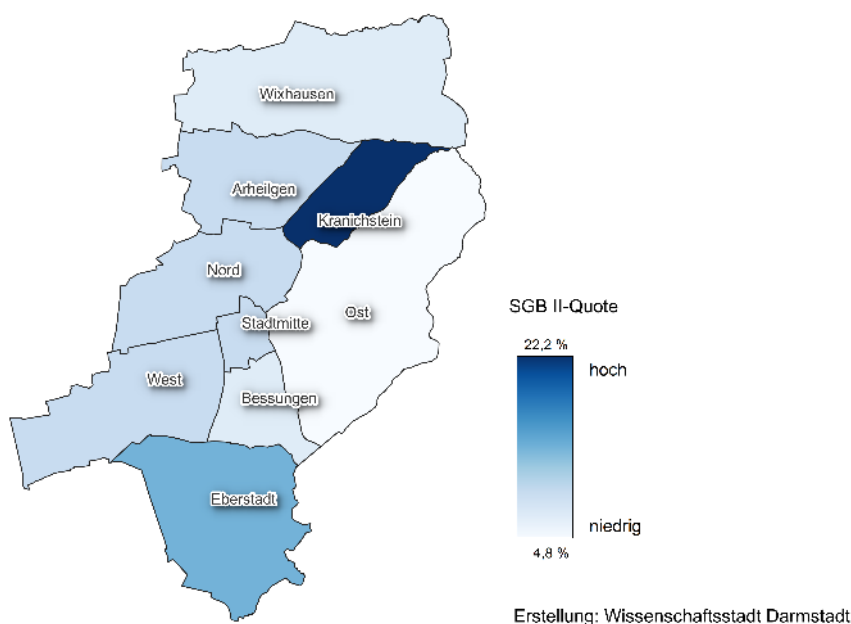 Wixhausen
Arheilgen
Kranichstein
Nord
Ost
Stadtmitte
West
Bessungen
Eberstadt
SGB II-Quote
22,2 %
hoch
niedrig
4,8 %
Erstellung: Wissenschaftsstadt Darmstadt